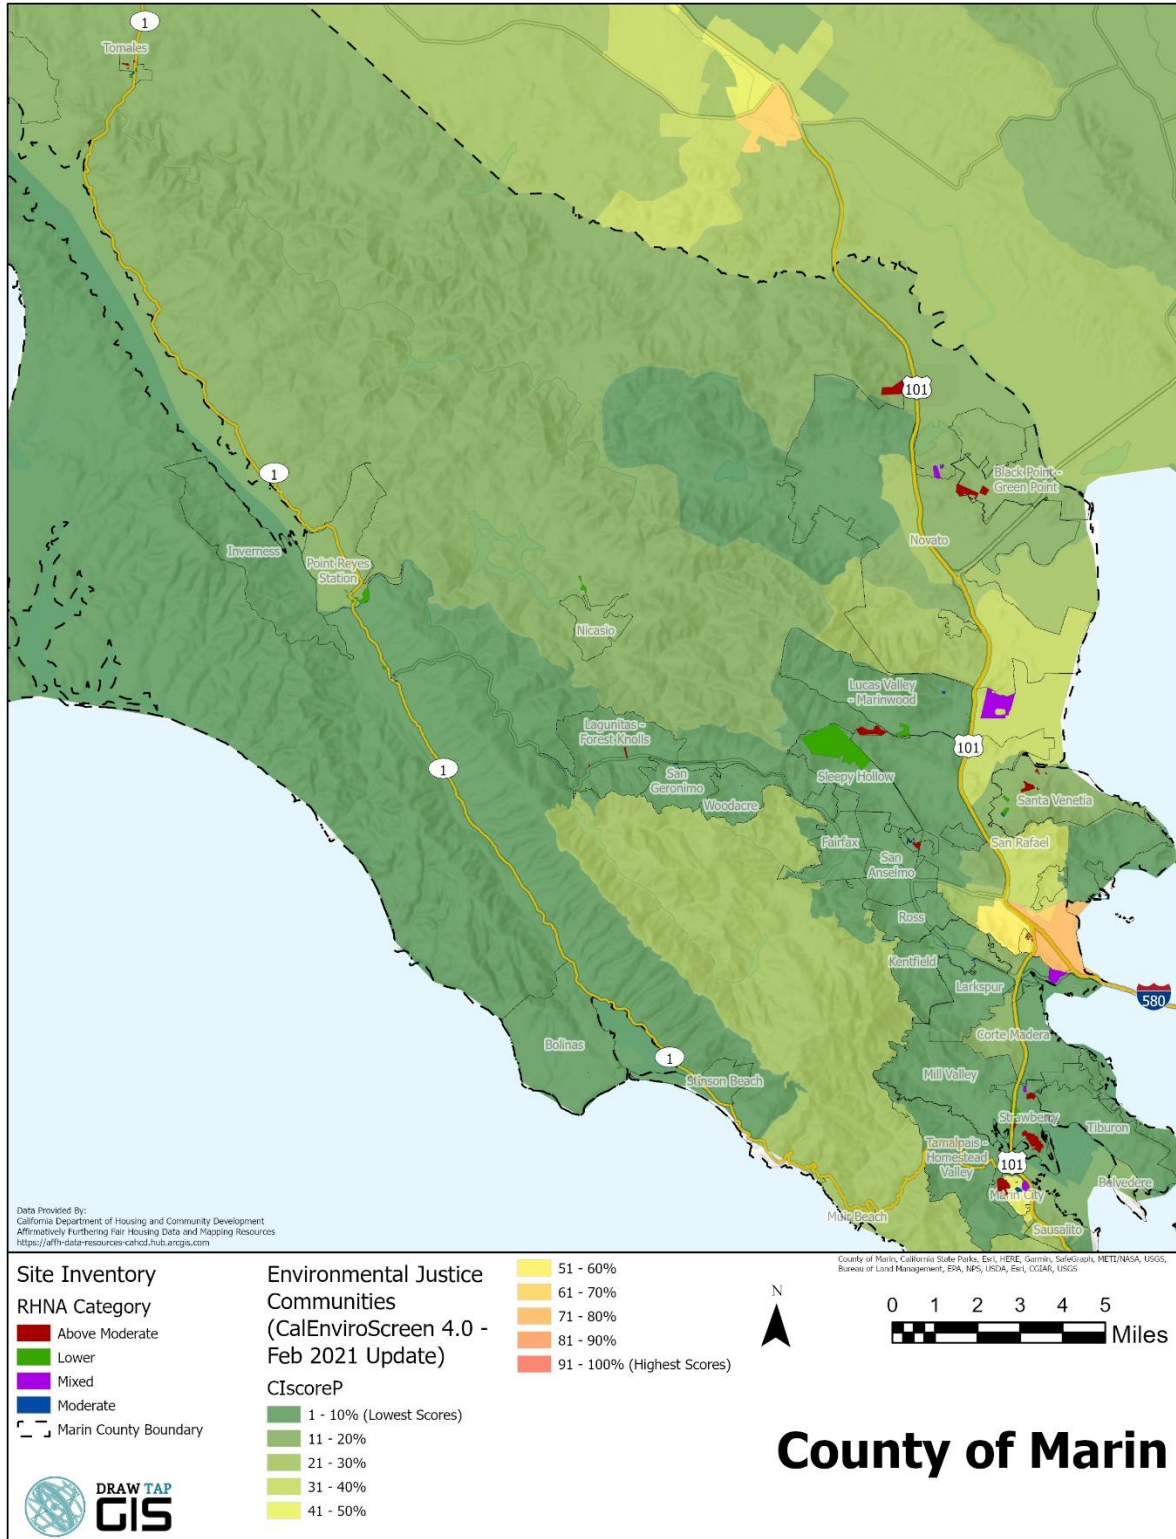 1
Tomales
101
Black Point -
Green Point
1
Novato
Inverness
Point Reyes
Station
Nicasio
Lucas Valley
- Marinwood
Lagunitas -
Forest Knolls
101
1
San
Geronimo
Sleepy Hollow
Woodacre
Santa Venetia
Fairfax
San
Anselmo
San Rafael
Ross
Kentfield
Larkspur
580
Corte Madera
Bolinas
1
Stinson Beach
Mill Valley
Strawberry
Tiburon
Tamalpais -
Homestead
Valley
101
Belvedere
Marin City
Muir Beach
Sausalito
Data Provided By:
California Department of Housing and Community Development
Affirmatively Furthering Fair Housing Data and Mapping Resources
https://affh-data-resources-cahcd.hub.arcgis.com
County of Marin, California State Parks, Esri, HERE, Garmin, SafeGraph, METI/NASA, USGS,
Bureau of Land Management, EPA, NPS, USDA, Esri, CGIAR, USGS
Site Inventory
RHNA Category
Above Moderate
Lower
Mixed
Moderate
Marin County Boundary
DRAW TAP
GIS
Environmental Justice
Communities
(CalEnviroScreen 4.0 -
Feb 2021 Update)
CIscoreP
1 - 10% (Lowest Scores)
11 - 20%
21 - 30%
31 - 40%
41 - 50%
51 - 60%
61 - 70%
71 - 80%
81 - 90%
91 - 100% (Highest Scores)
N
0 1 2 3 4 5
Miles
County of Marin